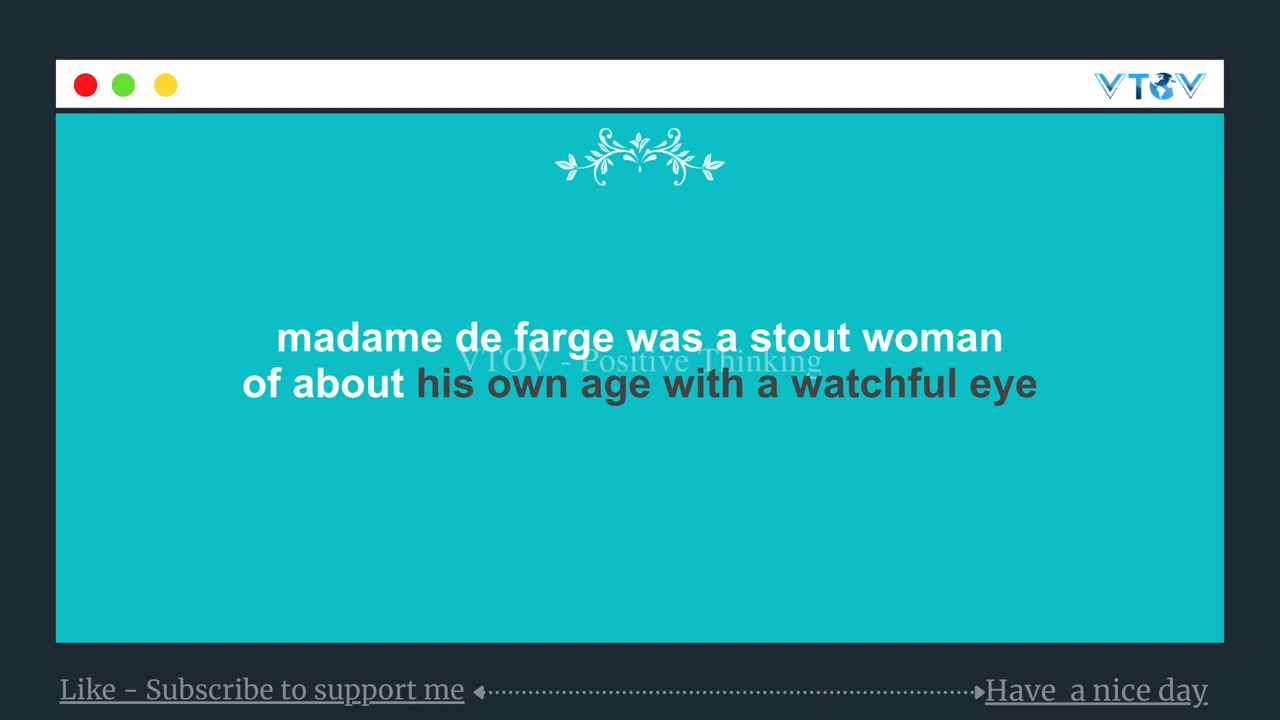 VTOV
madame de farge was a stout woman
VTOV - Positive Thinking
of about his own age with a watchful eye
Like - Subscribe to support me
Have a nice day